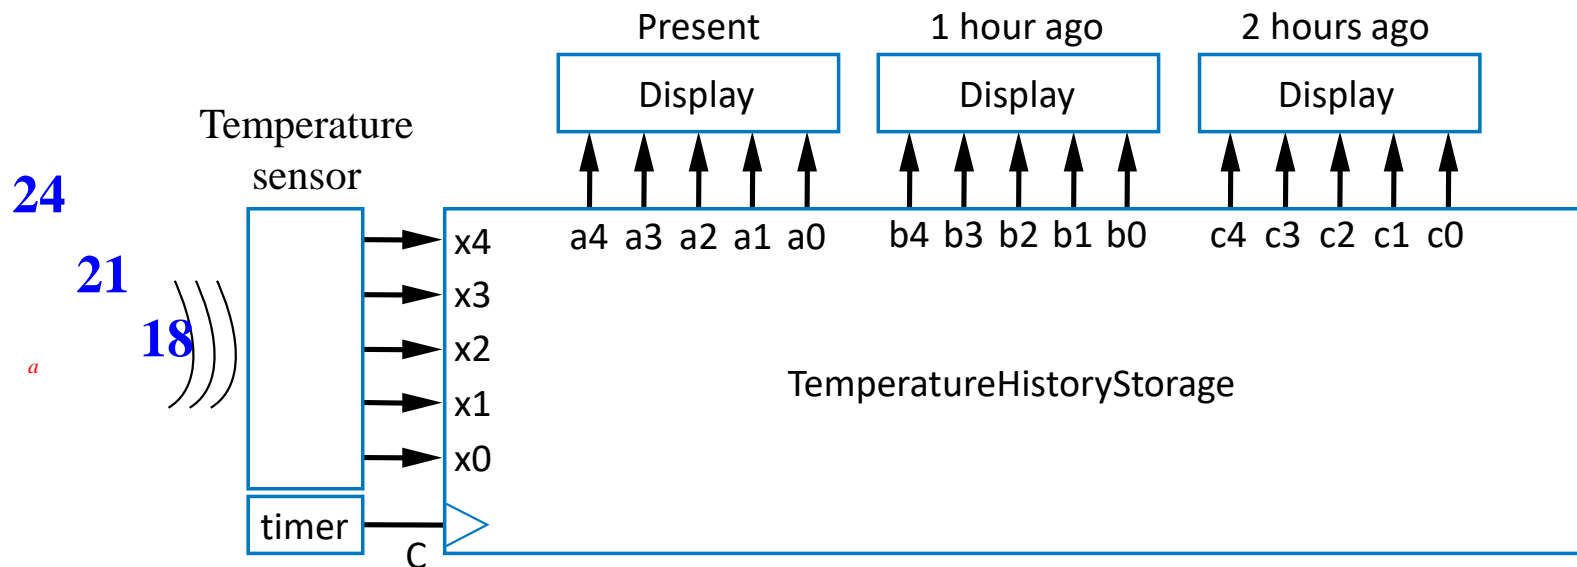 Present
1 hour ago
2 hours ago
Display
Display
Display
Temperature
sensor
24
21
18
a
x4
x3
x2
x1
x0
a4 a3 a2 a1 a0
b4 b3 b2 b1 b0
c4 c3 c2 c1 c0
TemperatureHistoryStorage
timer
C